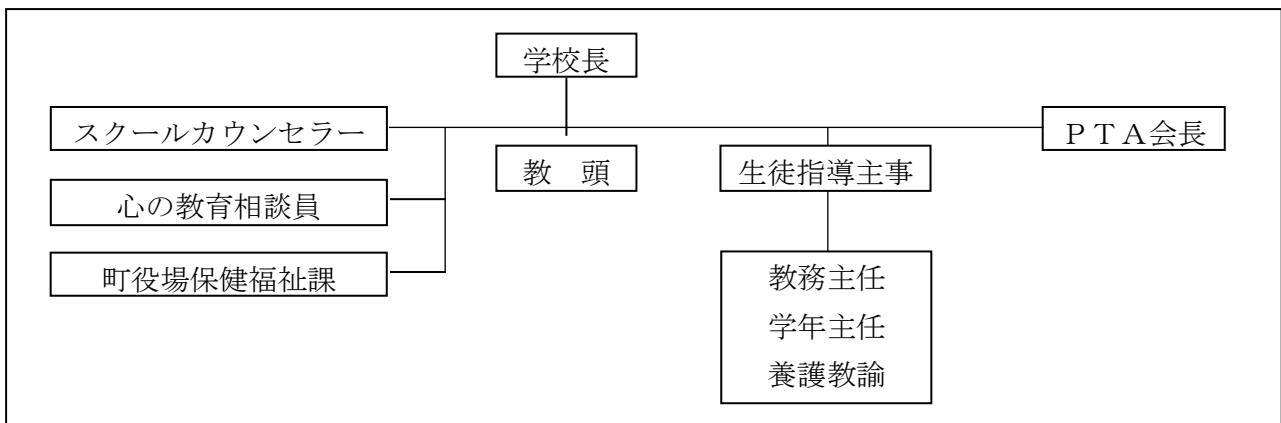 学校長
スクールカウンセラー
ＰＴＡ会長
教　頭
生徒指導主事
心の教育相談員
町役場保健福祉課
教務主任
学年主任
養護教諭